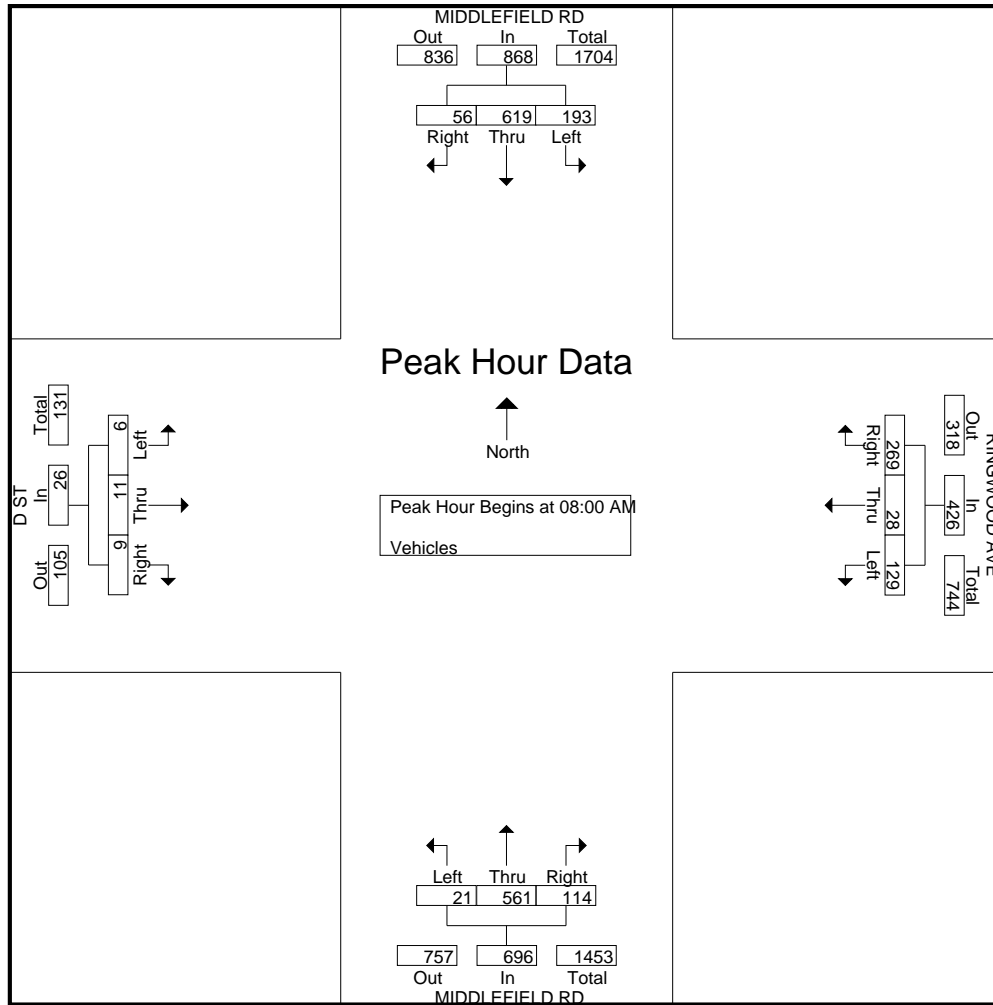 MIDDLEFIELD RD
Out In Total
836 868 1704
56 619 193
Right Thru Left
Peak Hour Data
North
Peak Hour Begins at 08:00 AM
Vehicles
D ST
Total In Out
131 26 105
6 11 9
Left Thru Right
RINGWOOD AVE
Out In Total
318 426 744
269 28 129
Right Thru Left
Left Thru Right
21 561 114
757 696 1453
Out In Total
MIDDLEFIELD RD